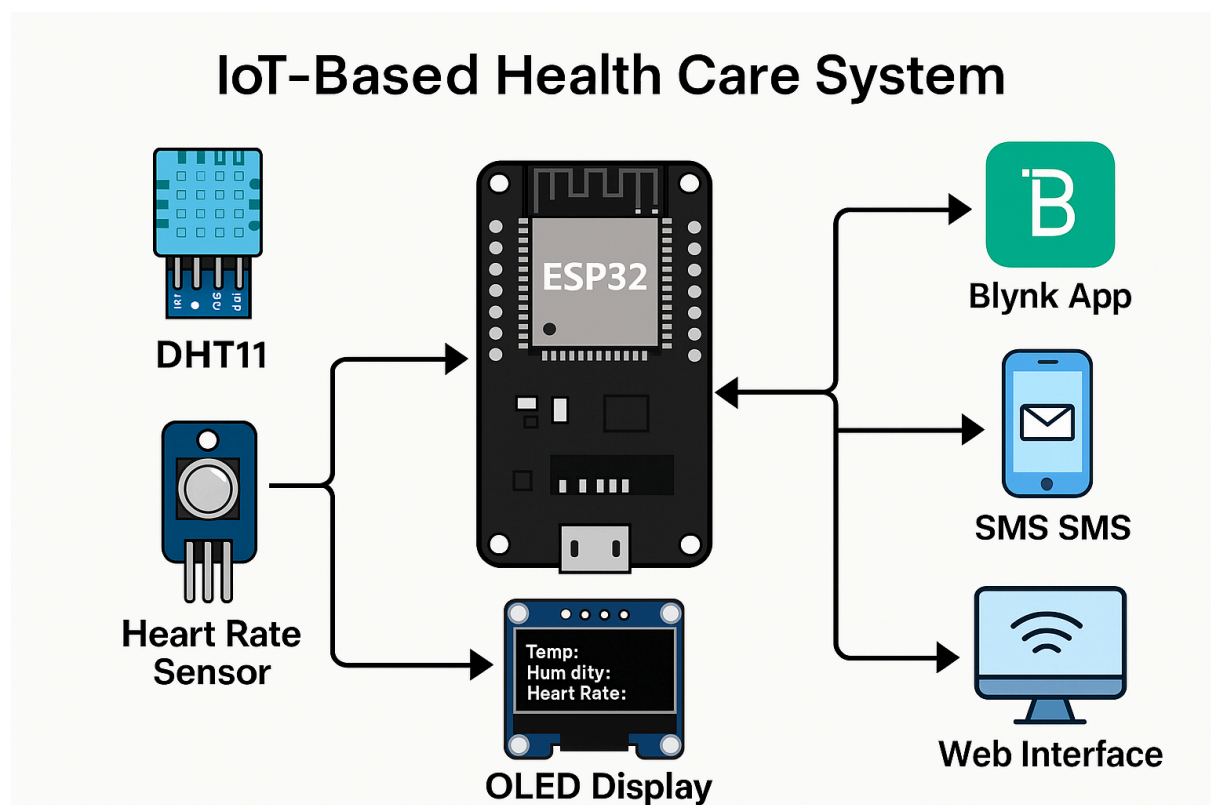 IoT-Based Health Care System
DHT11
Heart Rate
Sensor
ESP32
Temp:
Hum dity:
Heart Rate:
OLED Display
B
Blynk App
SMS SMS
Web Interface